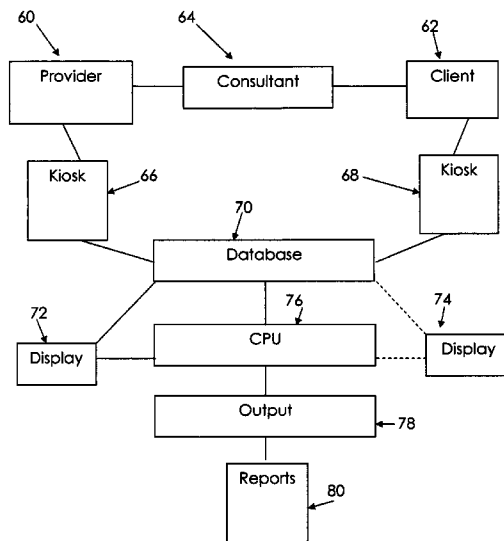 60
64
62
Provider
Consultant
Client
Kiosk
66
68
Kiosk
70
Database
72
76
74
Display
CPU
Display
Output
78
Reports
80